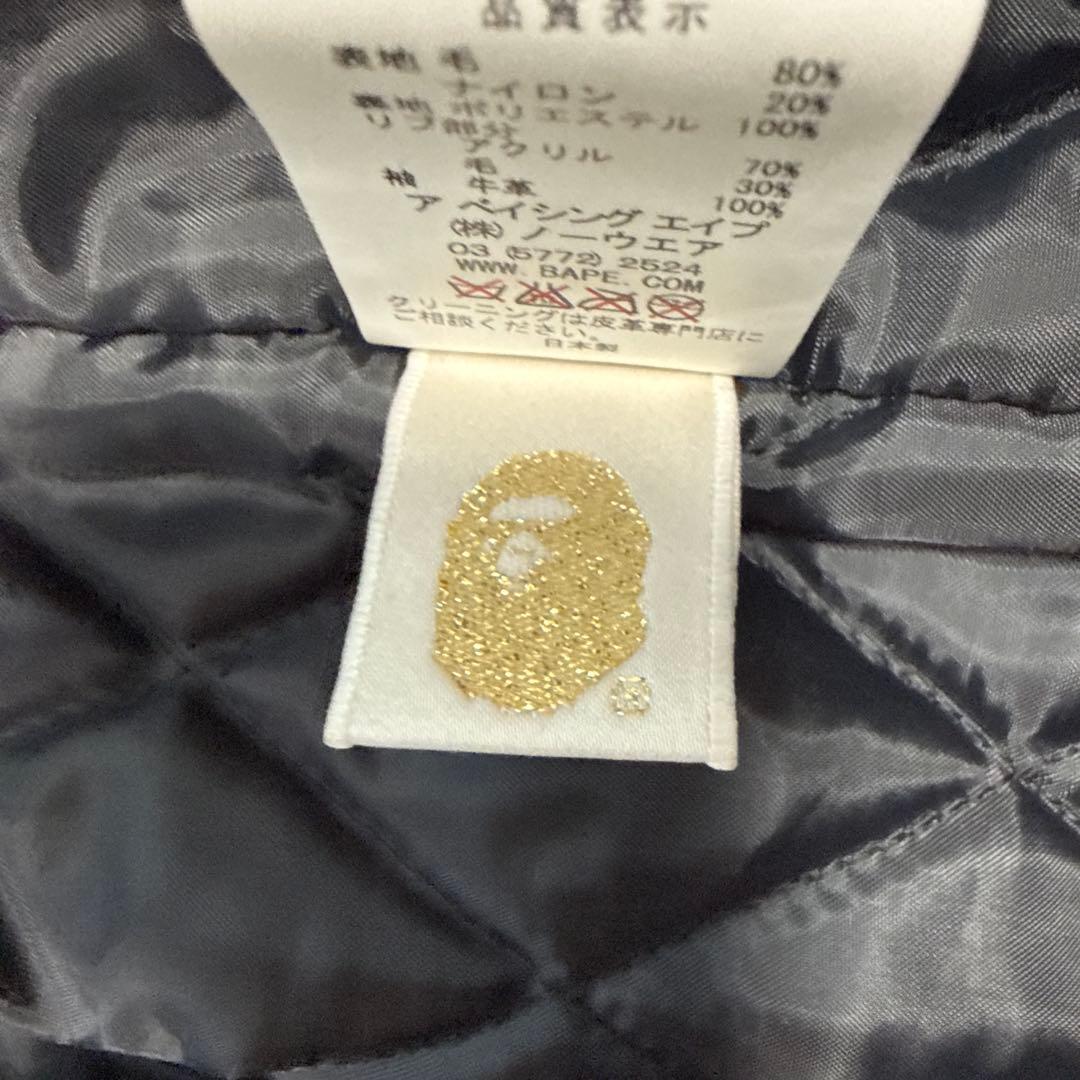 品質表示
表地 毛 80%
ナイロン 20%
裏地 ポリエステル 100%
リブ部分
アクリル 70%
毛 30%
革 牛革 100%
ア ベイシング エイプ
(株) ノーウエア
03 (5772) 2524
WWW. BAPE. COM
クリーニングは皮革専門店に
ご相談ください。
日本製